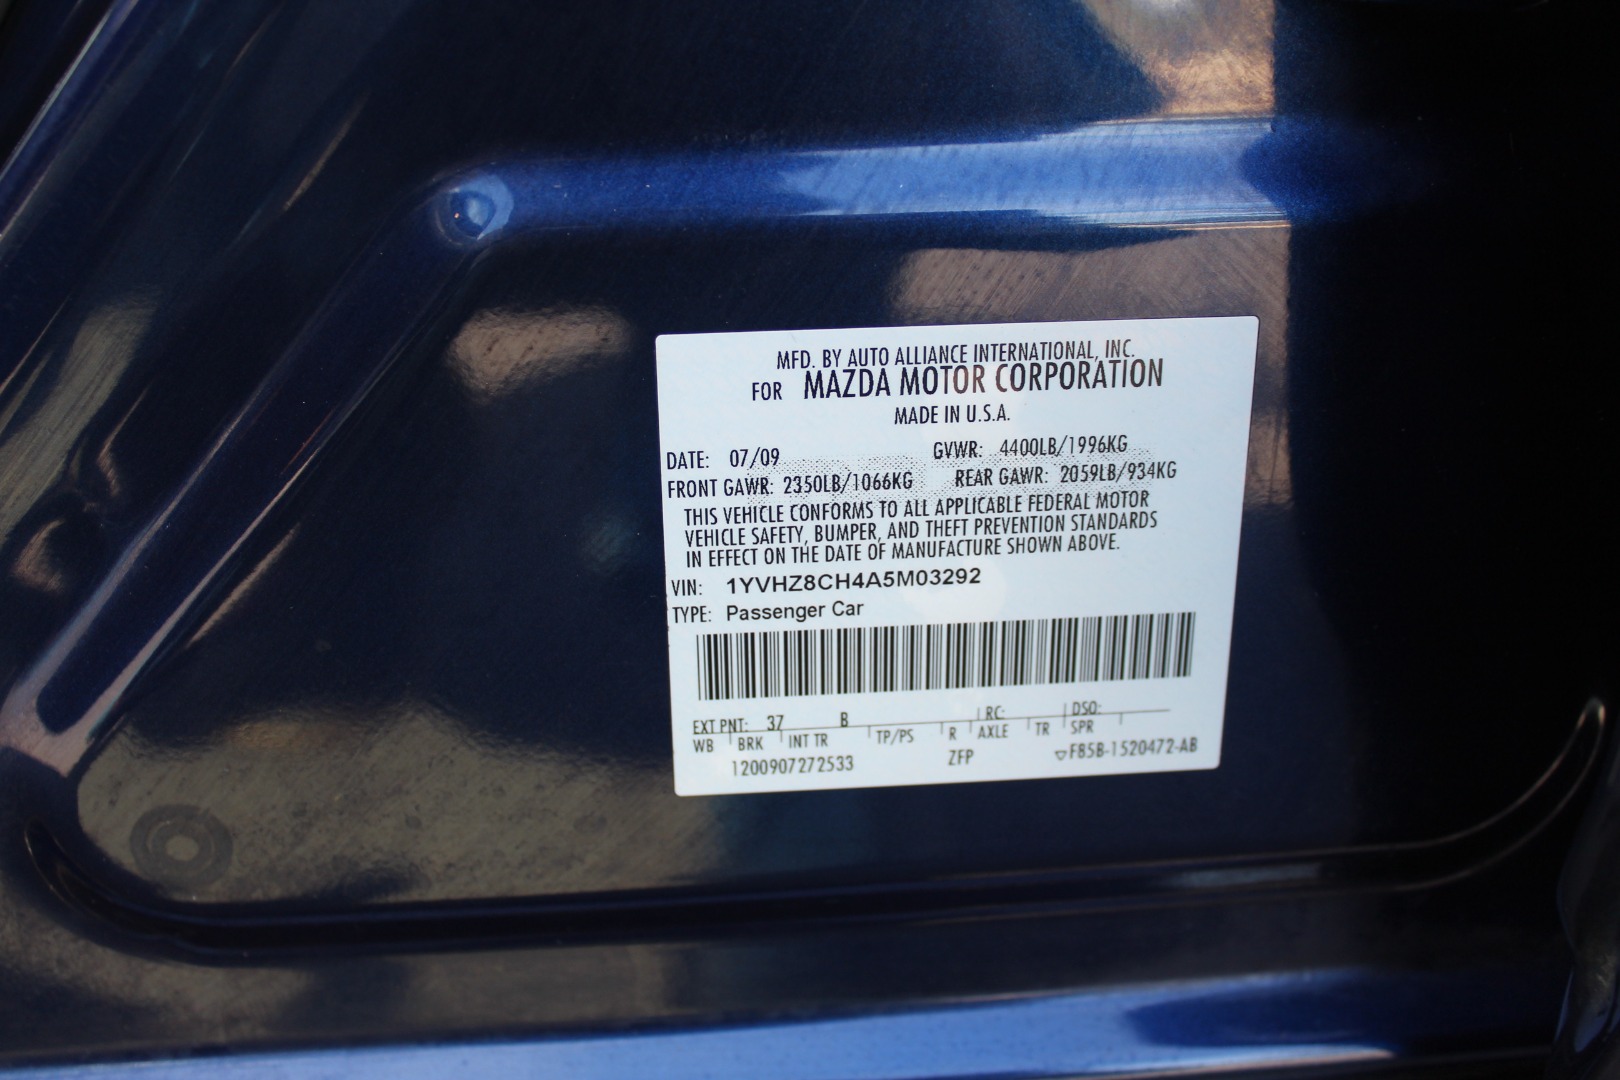 MFD. BY AUTO ALLIANCE INTERNATIONAL, INC.
FOR MAZDA MOTOR CORPORATION
MADE IN U.S.A.
DATE: 07/09 GVWR: 4400LB/1996KG
FRONT GAWR: 2350LB/1066KG REAR GAWR: 2059LB/934KG
THIS VEHICLE CONFORMS TO ALL APPLICABLE FEDERAL MOTOR
VEHICLE SAFETY, BUMPER, AND THEFT PREVENTION STANDARDS
IN EFFECT ON THE DATE OF MANUFACTURE SHOWN ABOVE.
VIN: 1YVHZ8CH4A5M03292
TYPE: Passenger Car
EXT PNT: 37 B RC: DSO:
WB BRK INT TR TP/PS R AXLE TR SPR
1200907272533 ZFP F85B-1520472-AB